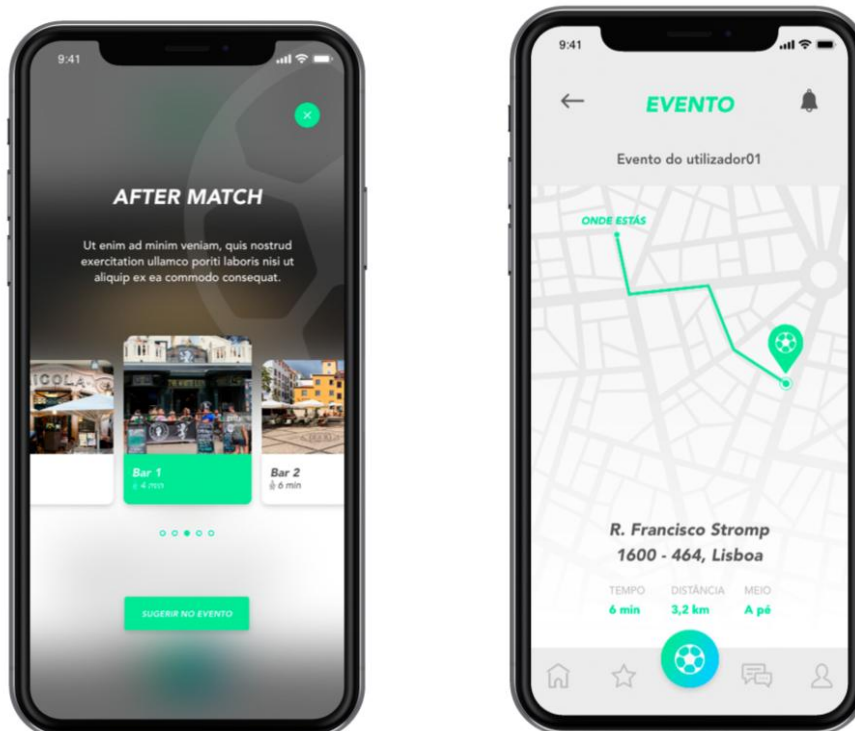 9:41
AFTER MATCH
Ut enim ad minim veniam, quis nostrud
exercitation ullamco poriti laboris nisi ut
aliquip ex ea commodo consequat.
NICOLA
Bar 1
4 min
Bar 2
6 min
SUGERIR NO EVENTO
9:41
EVENTO
Evento do utilizador01
ONDE ESTÁS
R. Francisco Stromp
1600 - 464, Lisboa
TEMPO DISTÂNCIA MEIO
6 min 3,2 km A pé